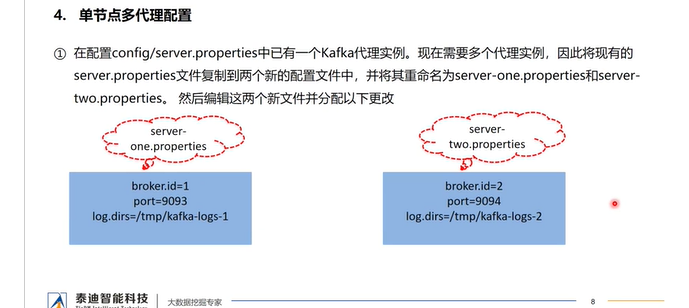 4. 单节点多代理配置
① 在配置config/server.properties中已有一个Kafka代理实例。现在需要多个代理实例，因此将现有的
server.properties文件复制到两个新的配置文件中，并将其重命名为server-one.properties和server-
two.properties。 然后编辑这两个新文件并分配以下更改
server-
one.properties
server-
two.properties
broker.id=1
port=9093
log.dirs=/tmp/kafka-logs-1
broker.id=2
port=9094
log.dirs=/tmp/kafka-logs-2
泰迪智能科技
大数据挖掘专家
8